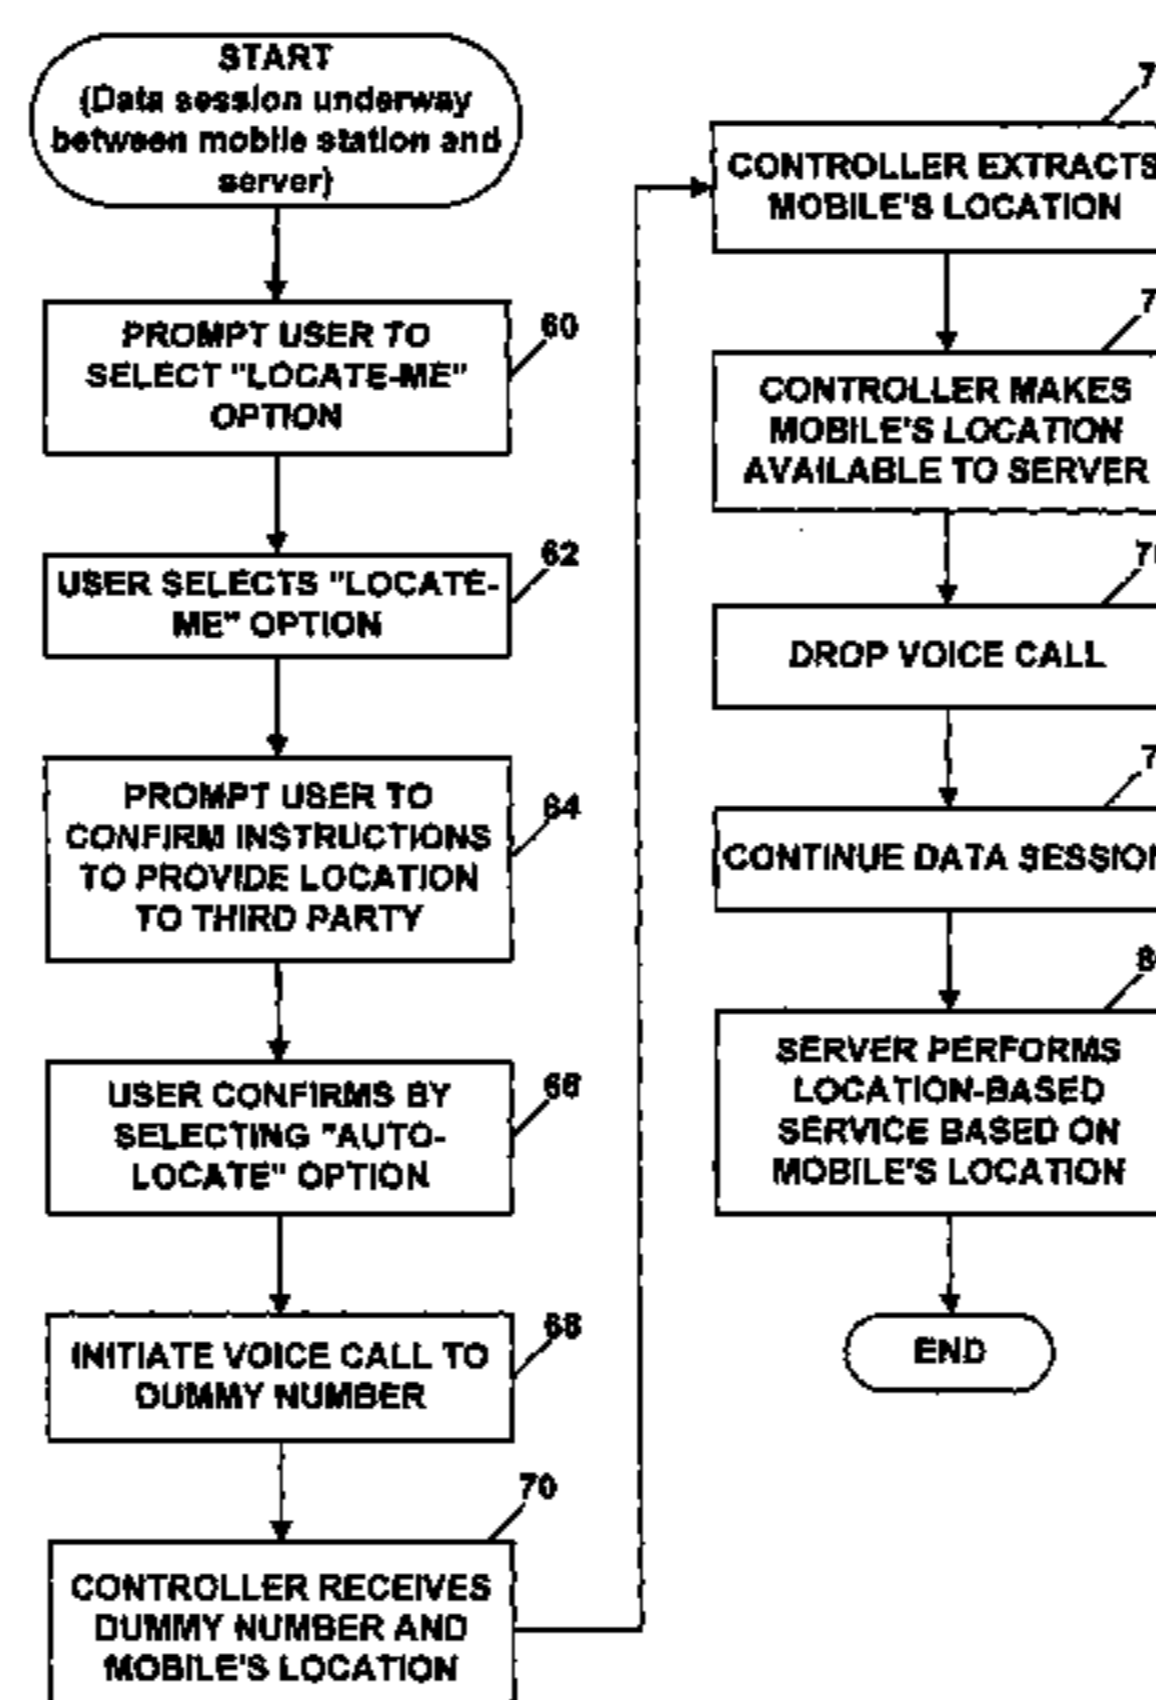 START
(Data session underway
between mobile station and
server)
PROMPT USER TO
SELECT "LOCATE-ME"
OPTION
60
USER SELECTS "LOCATE-
ME" OPTION
62
PROMPT USER TO
CONFIRM INSTRUCTIONS
TO PROVIDE LOCATION
TO THIRD PARTY
64
USER CONFIRMS BY
SELECTING "AUTO-
LOCATE" OPTION
66
INITIATE VOICE CALL TO
DUMMY NUMBER
68
70
CONTROLLER RECEIVES
DUMMY NUMBER AND
MOBILE'S LOCATION
CONTROLLER EXTRACTS
MOBILE'S LOCATION
CONTROLLER MAKES
MOBILE'S LOCATION
AVAILABLE TO SERVER
DROP VOICE CALL
CONTINUE DATA SESSION
SERVER PERFORMS
LOCATION-BASED
SERVICE BASED ON
MOBILE'S LOCATION
END